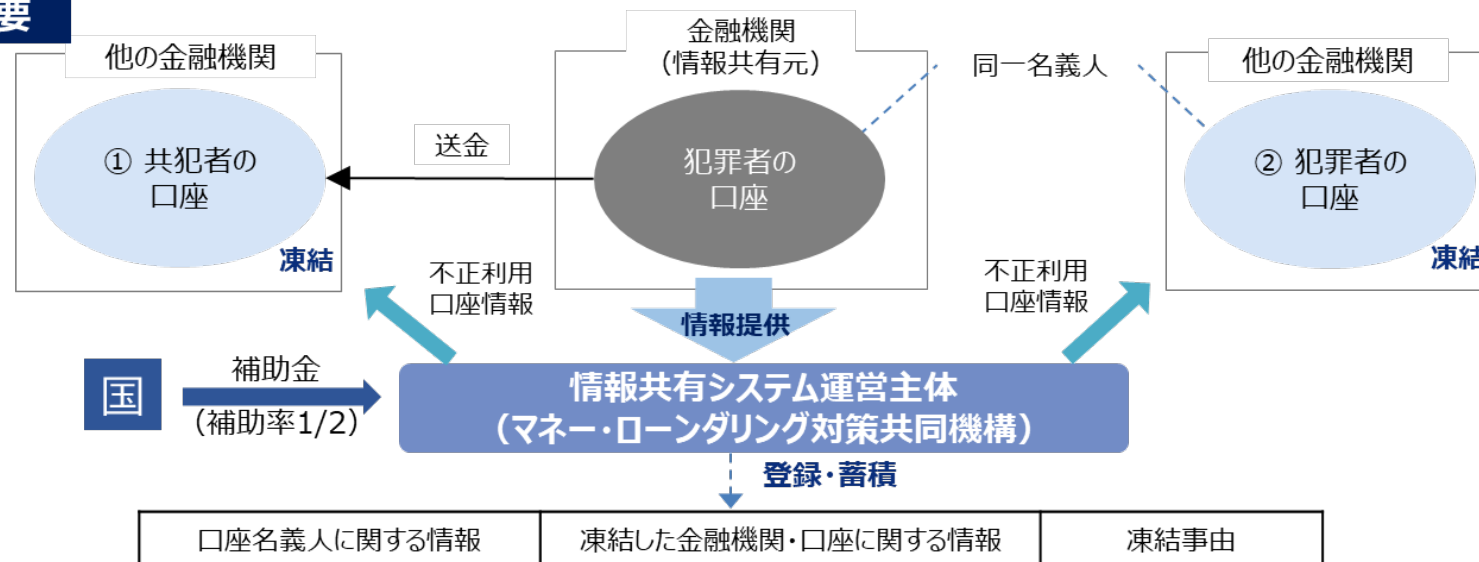 要
他の金融機関
金融機関
（情報共有元）
同一名義人
他の金融機関
① 共犯者の
口座
送金
犯罪者の
口座
② 犯罪者の
口座
凍結
凍結
不正利用
口座情報
情報提供
不正利用
口座情報
国
補助金
（補助率1/2）
情報共有システム運営主体
（マネー・ローンダリング対策共同機構）
登録・蓄積
口座名義人に関する情報
凍結した金融機関・口座に関する情報
凍結事由